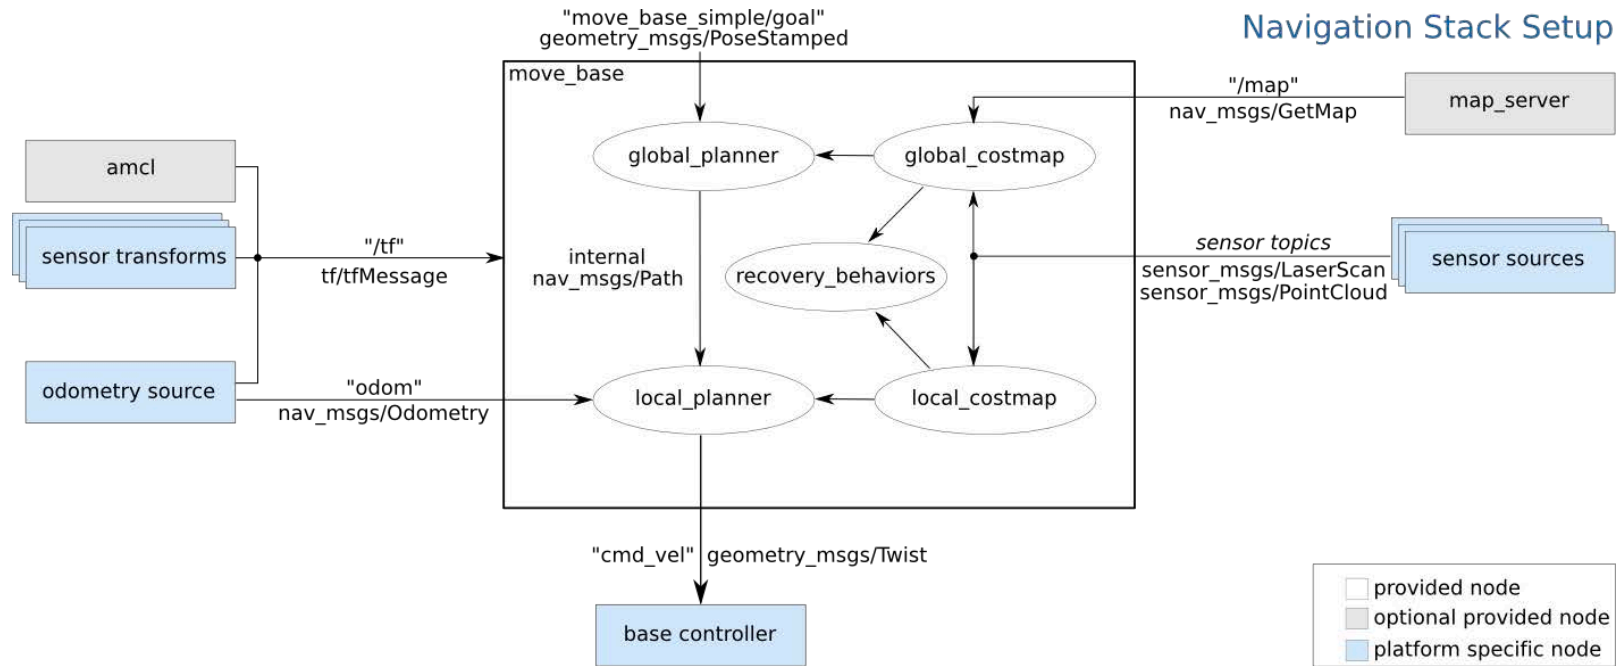 Navigation Stack Setup
"move_base_simple/goal"
geometry_msgs/PoseStamped
move_base
"/map"
nav_msgs/GetMap
map_server
amcl
global_planner
global_costmap
sensor transforms
"/tf"
tf/tfMessage
internal
nav_msgs/Path
recovery_behaviors
sensor topics
sensor_msgs/LaserScan
sensor_msgs/PointCloud
sensor sources
odometry source
"odom"
nav_msgs/Odometry
local_planner
local_costmap
"cmd_vel" geometry_msgs/Twist
base controller
provided node
optional provided node
platform specific node